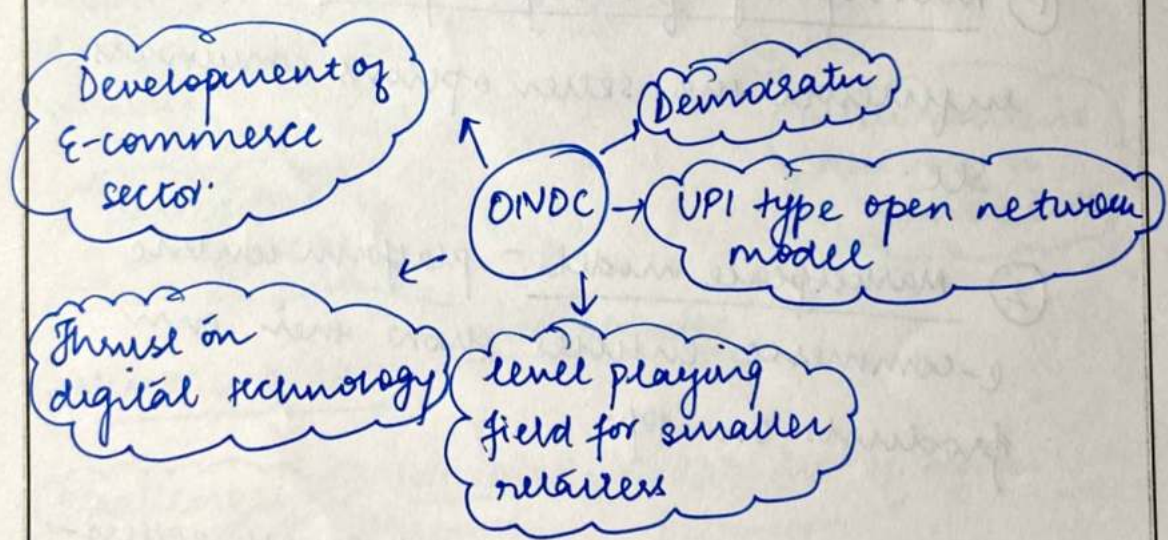 Development of
E-commerce
sector.
Democratic
ONDC
UPI type open network
model
Thrust on
digital technology
level playing
field for smaller
retailers